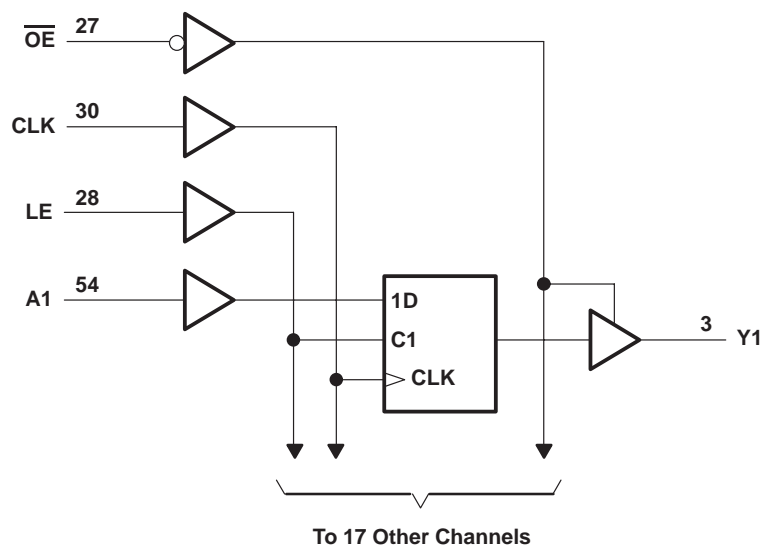 OE 27
CLK 30
LE 28
A1 54
1D
C1
CLK
3 Y1
To 17 Other Channels